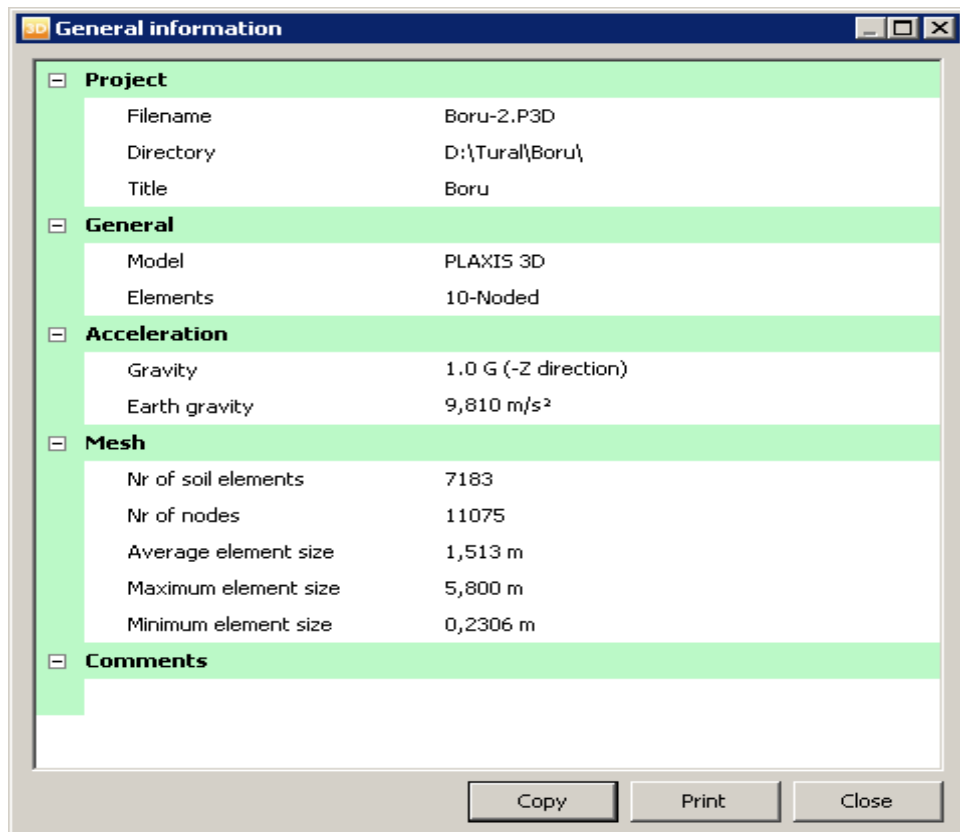 3D General information
Project
Filename Boru-2.P3D
Directory D:\Tural\Boru\
Title Boru
General
Model PLAXIS 3D
Elements 10-Noded
Acceleration
Gravity 1.0 G (-Z direction)
Earth gravity 9,810 m/s²
Mesh
Nr of soil elements 7183
Nr of nodes 11075
Average element size 1,513 m
Maximum element size 5,800 m
Minimum element size 0,2306 m
Comments
Copy Print Close